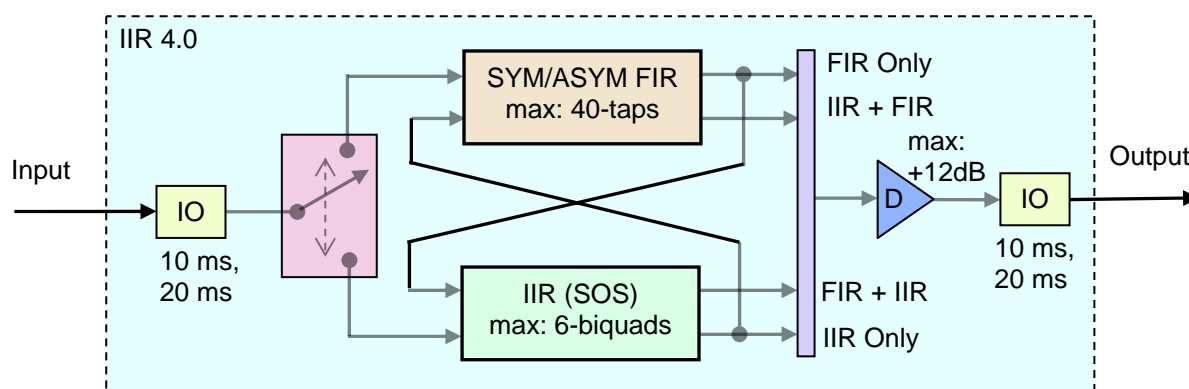 IIR 4.0
Input
IO
10 ms,
20 ms
SYM/ASYM FIR
max: 40-taps
IIR (SOS)
max: 6-biquads
FIR Only
IIR + FIR
FIR + IIR
IIR Only
max:
+12dB
D
IO
10 ms,
20 ms
Output